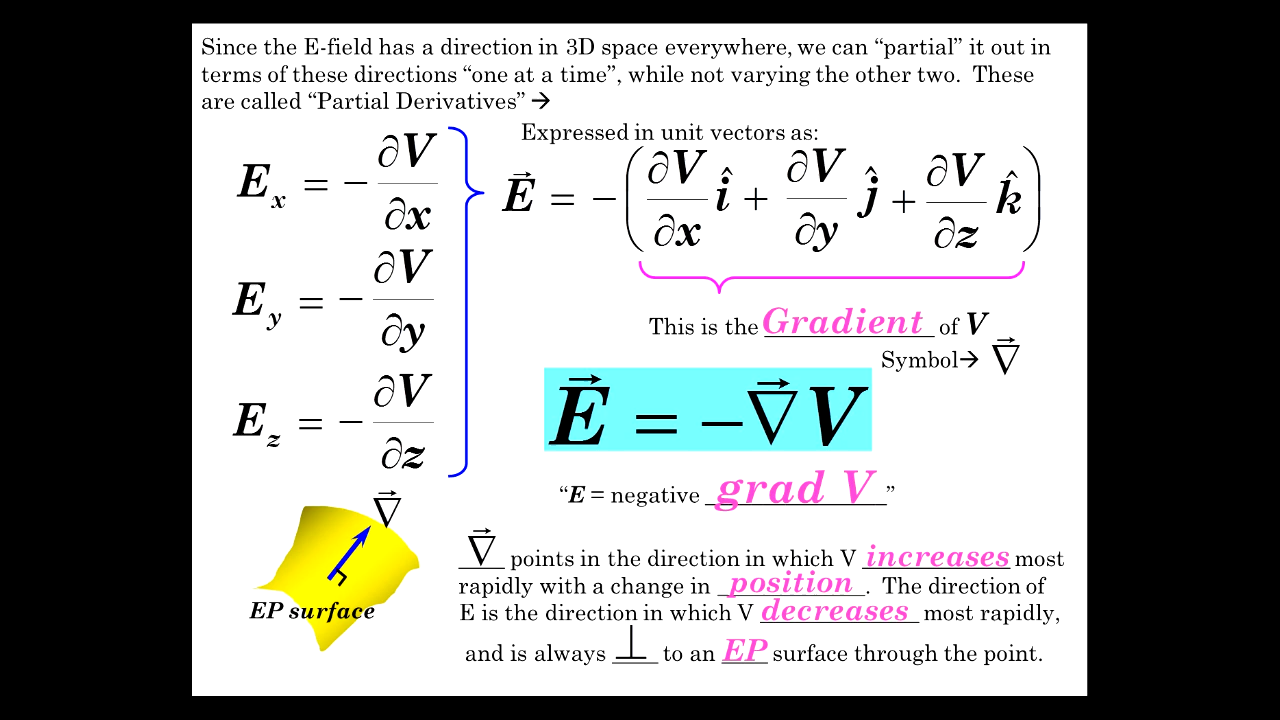 Since the E-field has a direction in 3D space everywhere, we can “partial” it out in
terms of these directions “one at a time”, while not varying the other two.  These
are called “Partial Derivatives” →
Expressed in unit vectors as:
E_x = −∂V/∂x
E_y = −∂V/∂y
E_z = −∂V/∂z
E⃗ = −(∂V/∂x î + ∂V/∂y ĵ + ∂V/∂z k̂)
This is the Gradient of V
Symbol→ ∇⃗
E⃗ = −∇⃗V
“E = negative grad V”
∇⃗
EP surface
∇⃗ points in the direction in which V increases most
rapidly with a change in position.  The direction of
E is the direction in which V decreases most rapidly,
and is always ⊥ to an EP surface through the point.